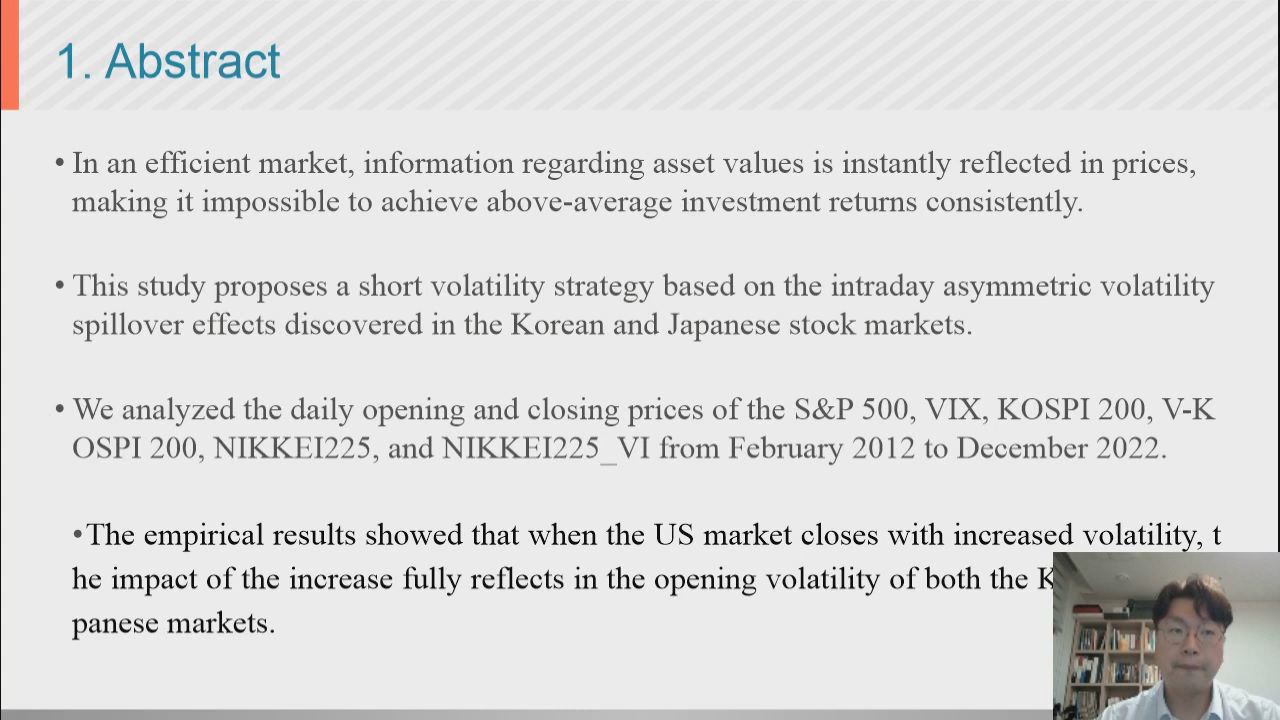 1. Abstract
• In an efficient market, information regarding asset values is instantly reflected in prices,
making it impossible to achieve above-average investment returns consistently.
• This study proposes a short volatility strategy based on the intraday asymmetric volatility
spillover effects discovered in the Korean and Japanese stock markets.
• We analyzed the daily opening and closing prices of the S&P 500, VIX, KOSPI 200, V-K
OSPI 200, NIKKEI225, and NIKKEI225_VI from February 2012 to December 2022.
•The empirical results showed that when the US market closes with increased volatility, t
he impact of the increase fully reflects in the opening volatility of both the
panese markets.